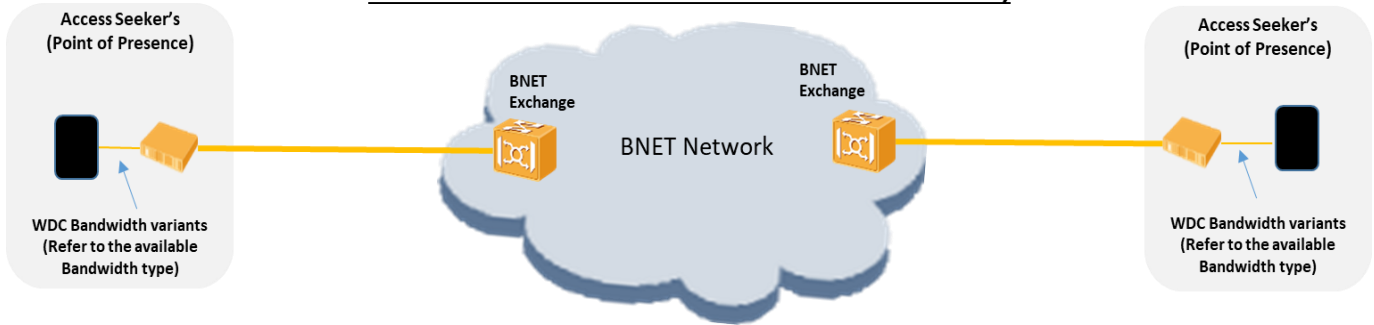 Access Seeker's
(Point of Presence)
WDC Bandwidth variants
(Refer to the available
Bandwidth type)
BNET
Exchange
BNET Network
BNET
Exchange
Access Seeker's
(Point of Presence)
WDC Bandwidth variants
(Refer to the available
Bandwidth type)